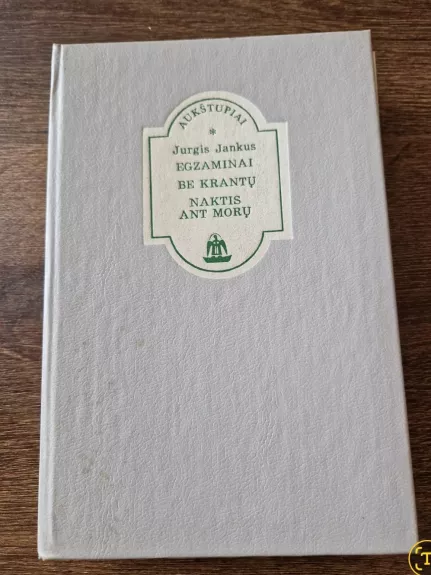 AUKŠTUPIAI
*
Jurgis Jankus
EGZAMINAI
BE KRANTŲ
NAKTIS
ANT MORŲ
T